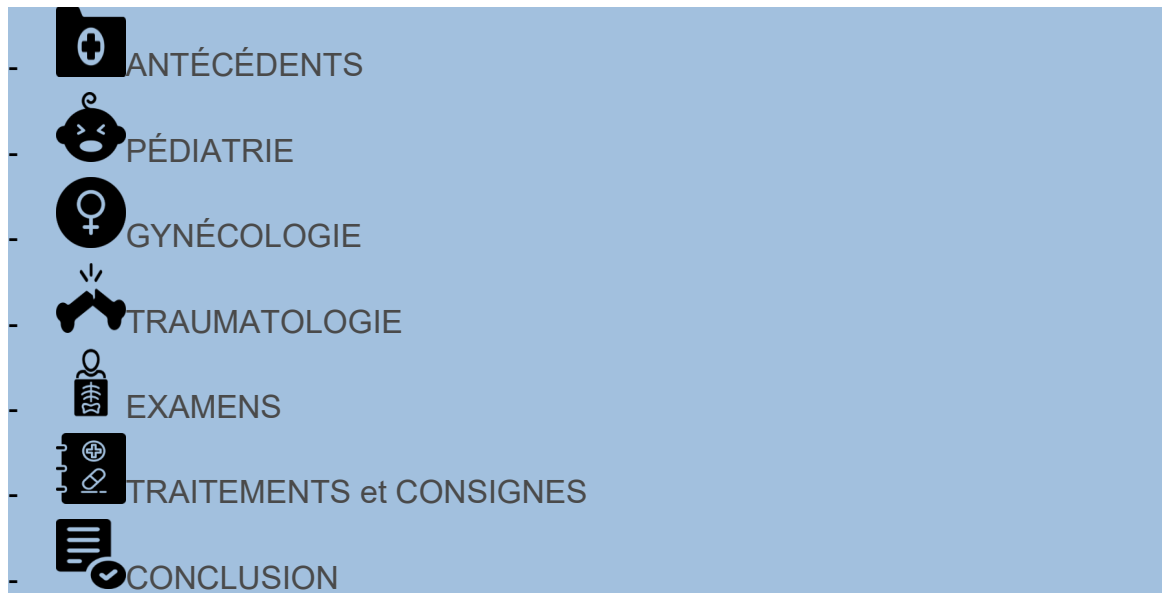 - ANTÉCÉDENTS
- PÉDIATRIE
- GYNÉCOLOGIE
- TRAUMATOLOGIE
- EXAMENS
- TRAITEMENTS et CONSIGNES
- CONCLUSION